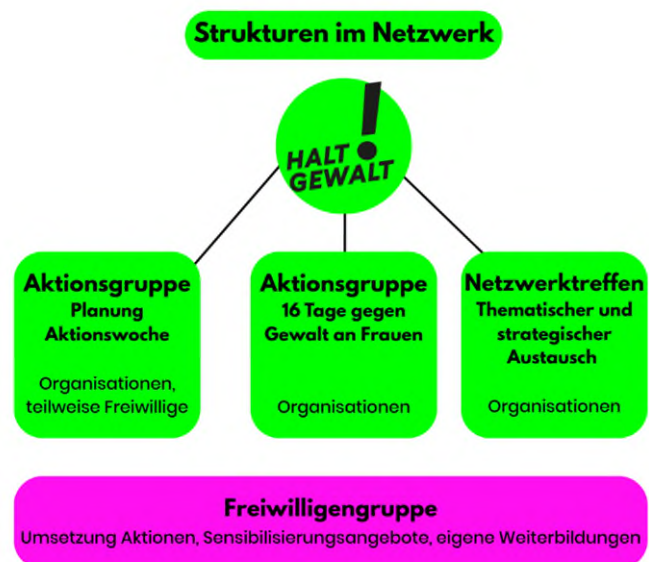 Strukturen im Netzwerk
HALT !
GEWALT
Aktionsgruppe
Planung
Aktionswoche
Organisationen,
teilweise Freiwillige
Aktionsgruppe
16 Tage gegen
Gewalt an Frauen
Organisationen
Netzwerktreffen
Thematischer und
strategischer
Austausch
Organisationen
Freiwilligengruppe
Umsetzung Aktionen, Sensibilisierungsangebote, eigene Weiterbildungen